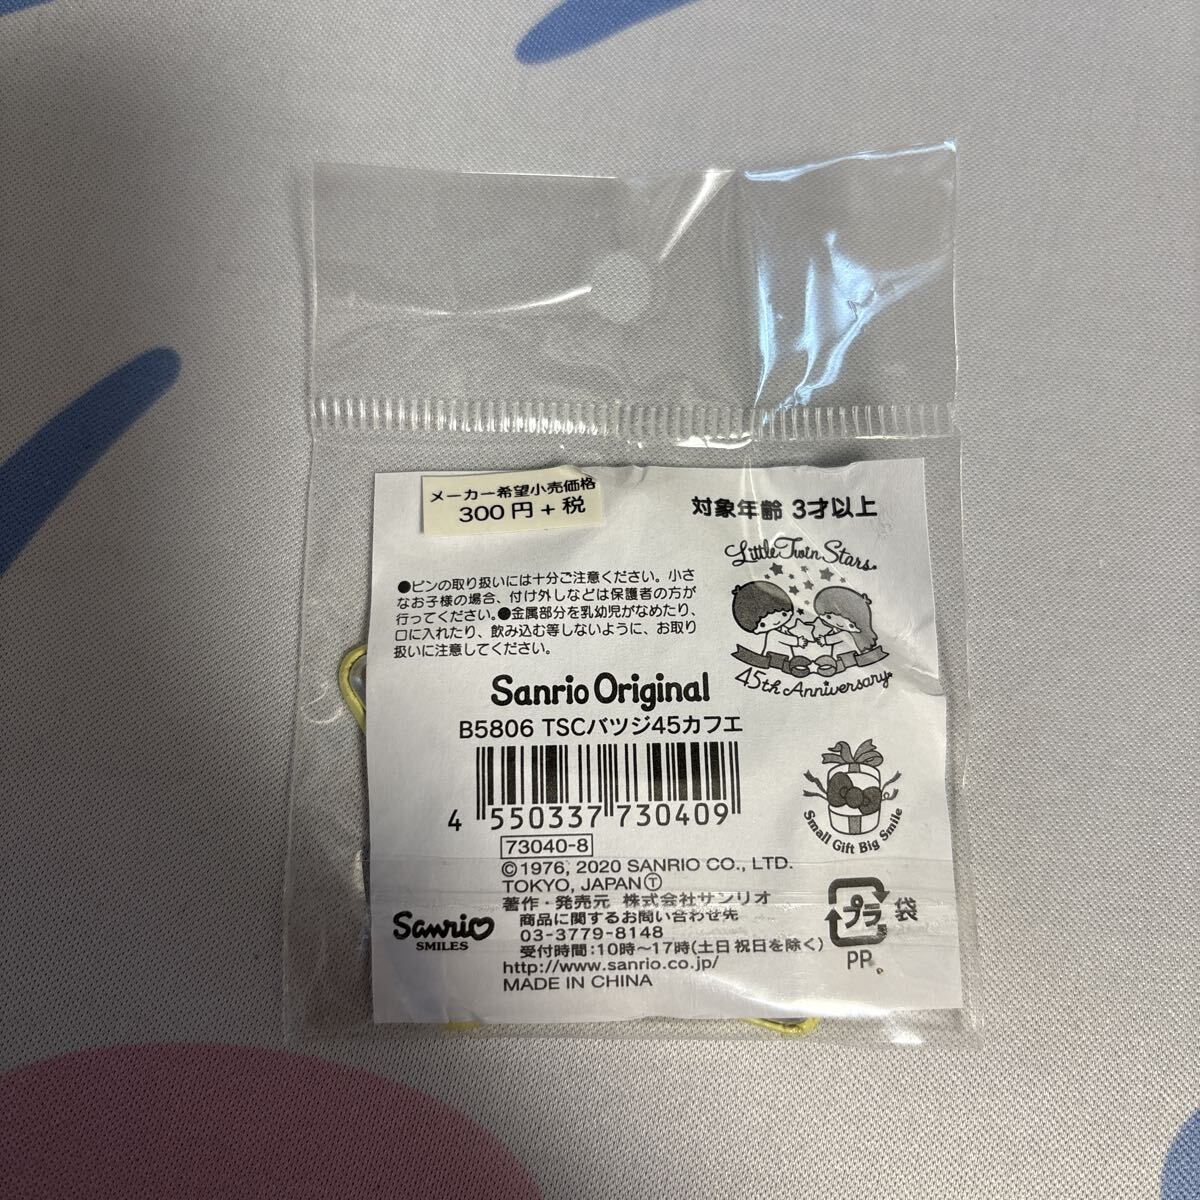 メーカー希望小売価格
300円+税
対象年齢 3才以上
Little Twin Stars
45th Anniversary
●ピンの取り扱いには十分ご注意ください。小さ
なお子様の場合、付け外しなどは保護者の方が
行ってください。●金属部分を乳幼児がなめたり、
口に入れたり、飲み込む等しないように、お取り
扱いに注意してください。
Sanrio Original
B5806 TSCバツジ45カフエ
4 550337 730409
73040-8
Small Gift Big Smile
©1976, 2020 SANRIO CO., LTD.
TOKYO, JAPAN Ⓣ
著作・発売元 株式会社サンリオ
商品に関するお問い合わせ先
03-3779-8148
受付時間:10時〜17時(土日祝日を除く)
http://www.sanrio.co.jp/
MADE IN CHINA
Sanrio
SMILES
プラ 袋
PP